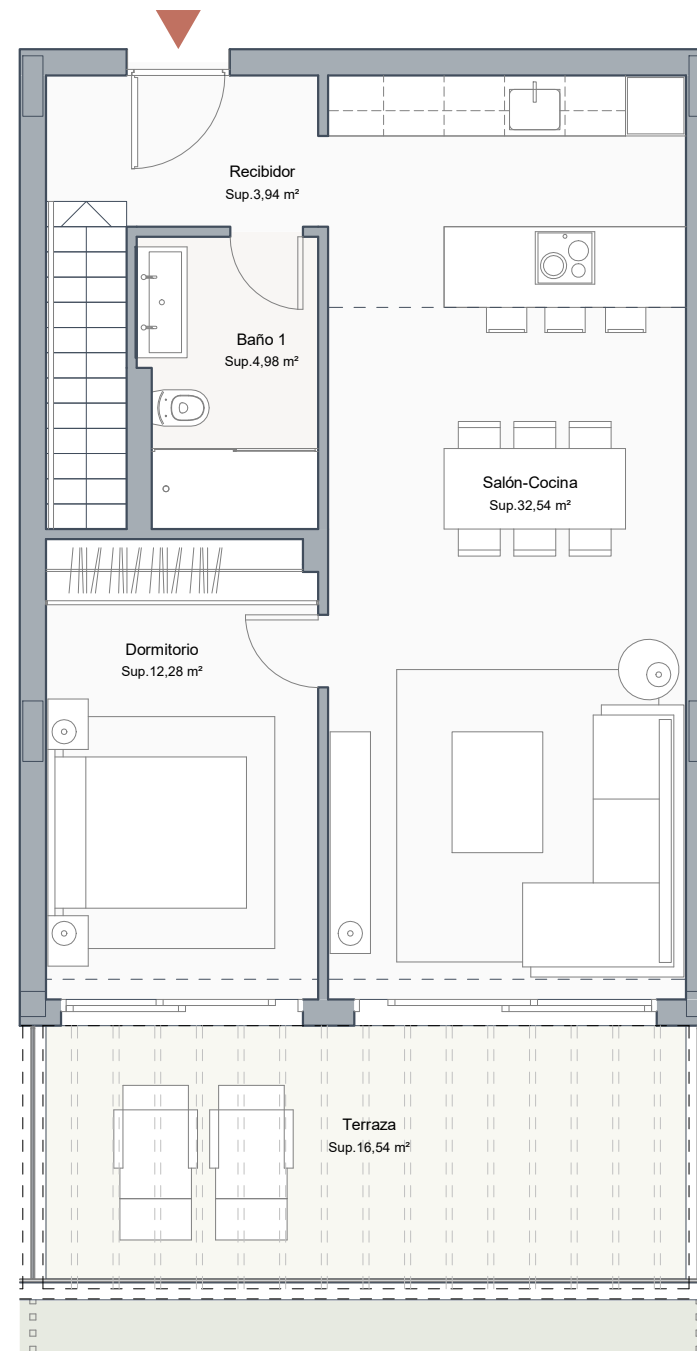 Recibidor
Sup.3,94 m²
Baño 1
Sup.4,98 m²
Salón-Cocina
Sup.32,54 m²
Dormitorio
Sup.12,28 m²
Terraza
Sup.16,54 m²